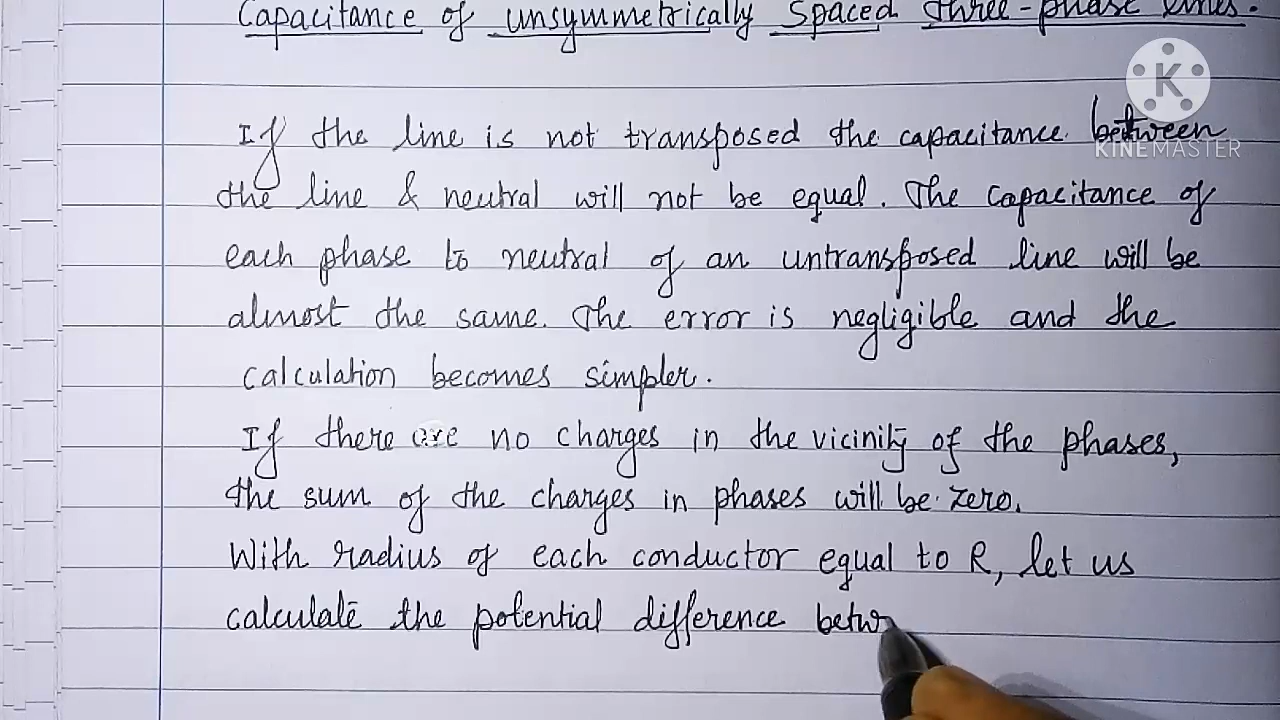 Capacitance of unsymmetrically spaced three-phase lines.
If the line is not transposed the capacitance between
the line & neutral will not be equal. The capacitance of
each phase to neutral of an untransposed line will be
almost the same. The error is negligible and the
calculation becomes simpler.
If there are no charges in the vicinity of the phases,
the sum of the charges in phases will be zero.
With radius of each conductor equal to R, let us
calculate the potential difference betw
K
KINEMASTER